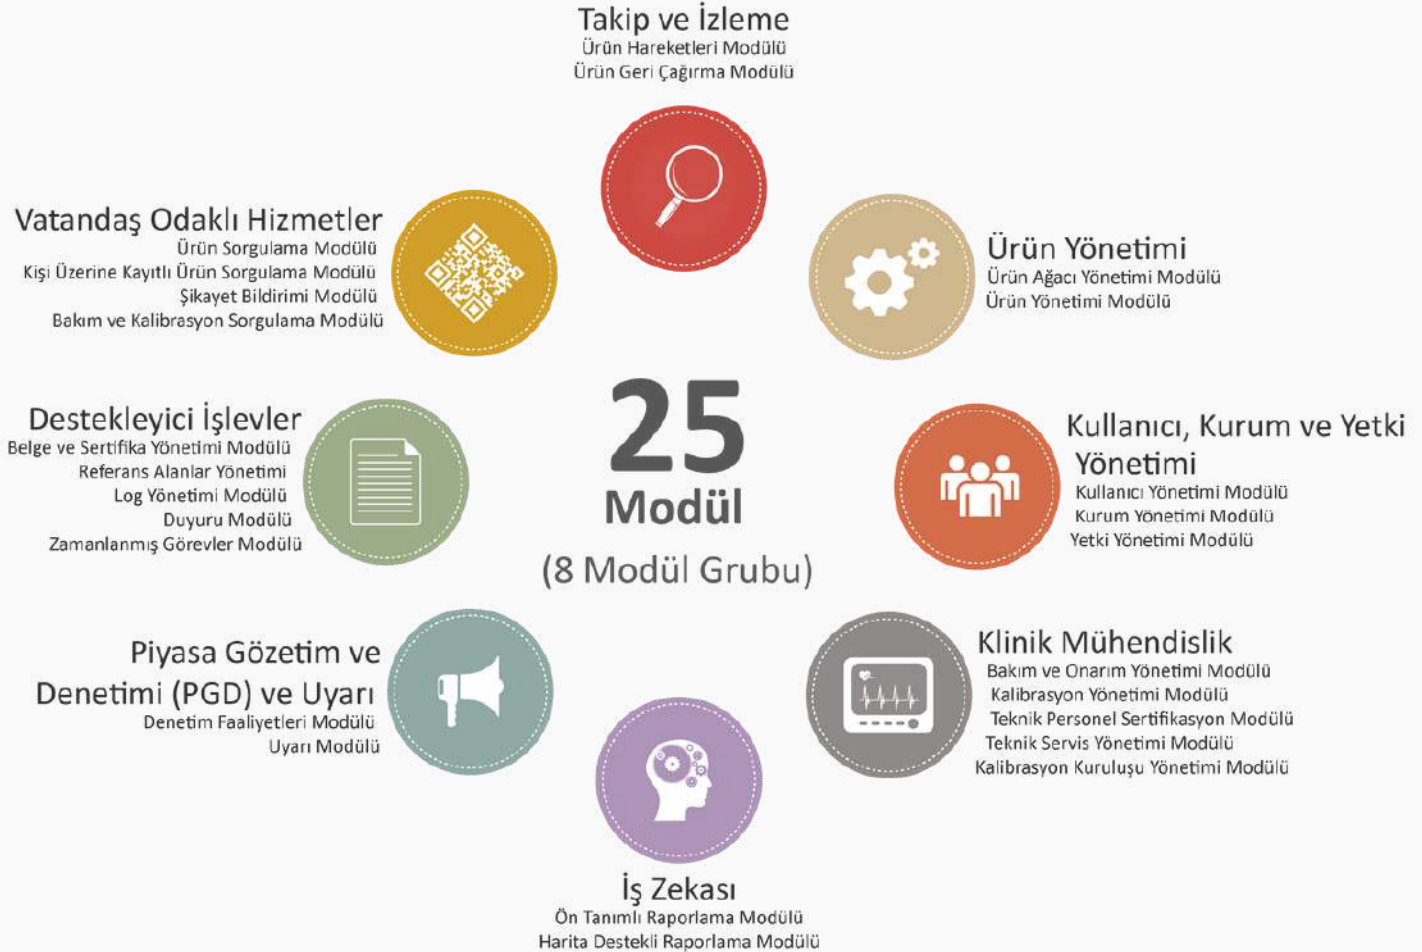 Takip ve İzleme
Ürün Hareketleri Modülü
Ürün Geri Çağırma Modülü
Vatandaş Odaklı Hizmetler
Ürün Sorgulama Modülü
Kişi Üzerine Kayıtlı Ürün Sorgulama Modülü
Şikayet Bildirimi Modülü
Bakım ve Kalibrasyon Sorgulama Modülü
Ürün Yönetimi
Ürün Ağacı Yönetimi Modülü
Ürün Yönetimi Modülü
Destekleyici İşlevler
Belge ve Sertifika Yönetimi Modülü
Referans Alanlar Yönetimi
Log Yönetimi Modülü
Duyuru Modülü
Zamanlanmış Görevler Modülü
25
Modül
(8 Modül Grubu)
Kullanıcı, Kurum ve Yetki
Yönetimi
Kullanıcı Yönetimi Modülü
Kurum Yönetimi Modülü
Yetki Yönetimi Modülü
Piyasa Gözetim ve
Denetimi (PGD) ve Uyarı
Denetim Faaliyetleri Modülü
Uyarı Modülü
Klinik Mühendislik
Bakım ve Onarım Yönetimi Modülü
Kalibrasyon Yönetimi Modülü
Teknik Personel Sertifikasyon Modülü
Teknik Servis Yönetimi Modülü
Kalibrasyon Kuruluşu Yönetimi Modülü
İş Zekası
Ön Tanımlı Raporlama Modülü
Harita Destekli Raporlama Modülü